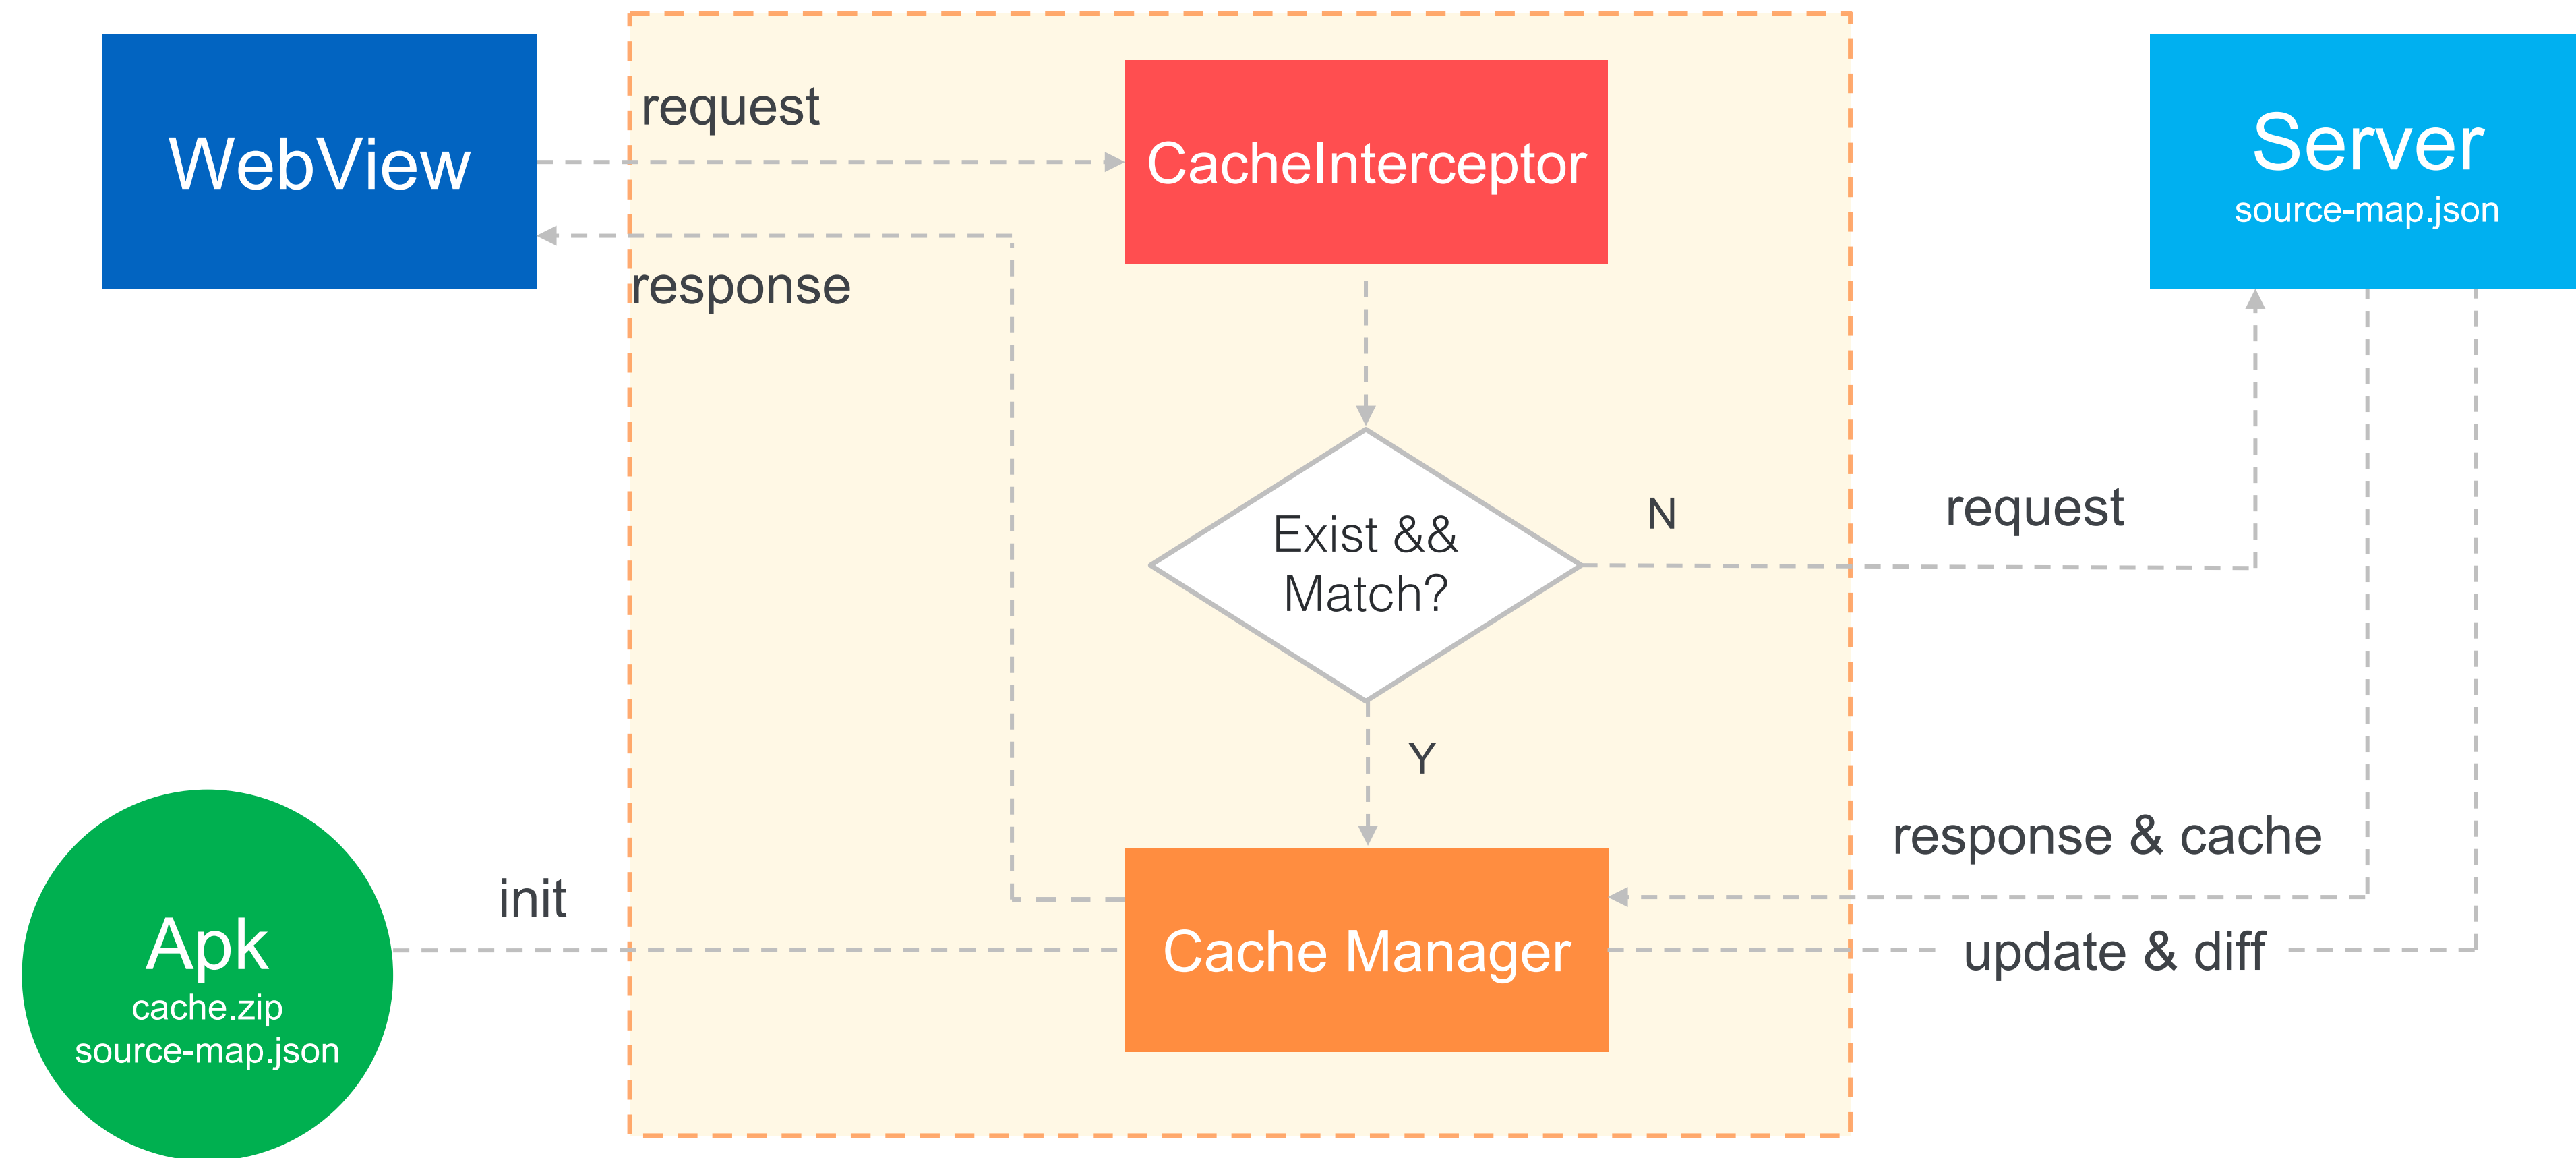 WebView
request
CacheInterceptor
Server
source-map.json
response
Exist &&
Match?
N
request
Y
response & cache
init
Apk
cache.zip
source-map.json
Cache Manager
update & diff